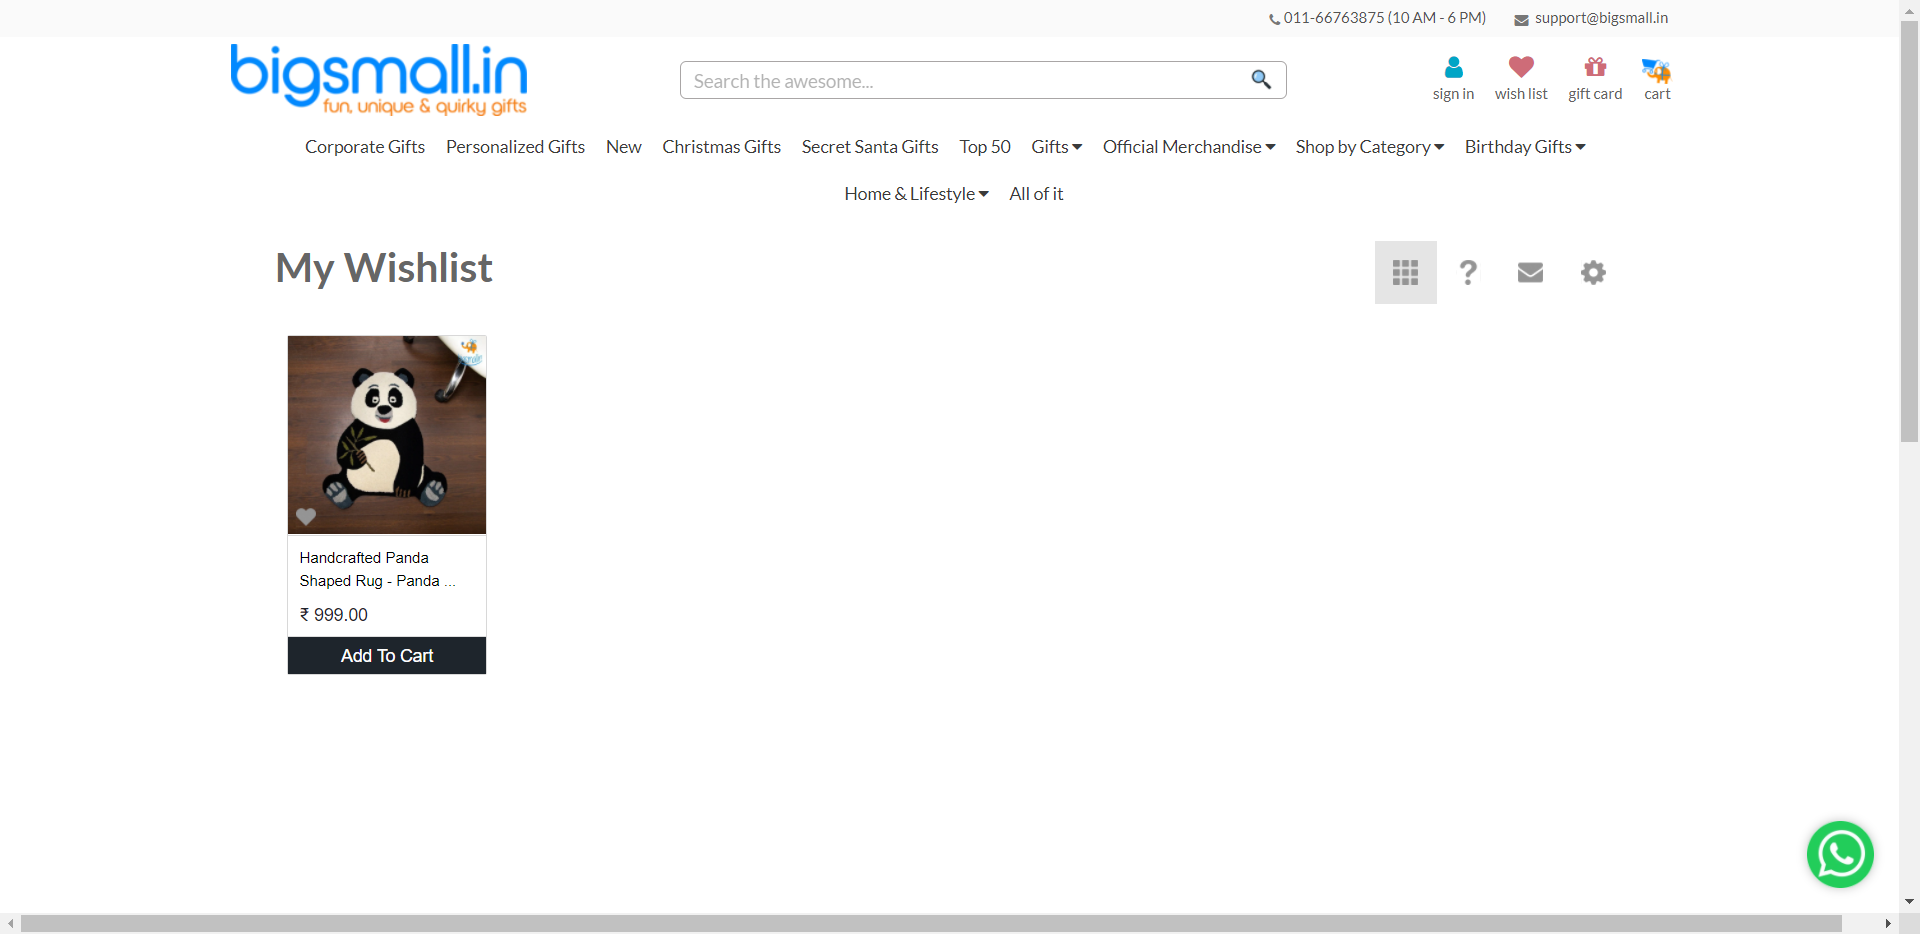 011-66763875 (10 AM - 6 PM) support@bigsmall.in
bigsmall.in
fun, unique & quirky gifts
Search the awesome...
sign in wish list gift card cart
Corporate Gifts Personalized Gifts New Christmas Gifts Secret Santa Gifts Top 50 Gifts Official Merchandise Shop by Category Birthday Gifts
Home & Lifestyle All of it
My Wishlist
Handcrafted Panda
Shaped Rug - Panda ...
₹ 999.00
Add To Cart